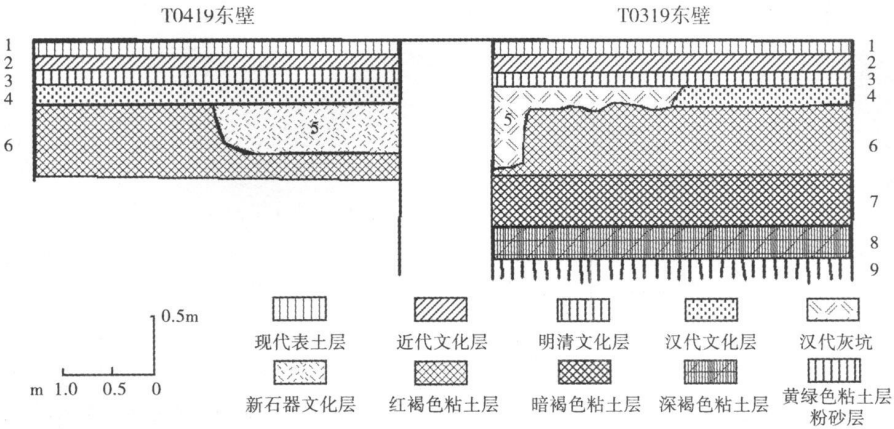 T0419东壁 T0319东壁
1 1
2 2
3 3
4 4
5 5
6 6
7
8
9
0.5m
m 1.0 0.5 0
现代表土层 近代文化层 明清文化层 汉代文化层 汉代灰坑
新石器文化层 红褐色粘土层 暗褐色粘土层 深褐色粘土层 黄绿色粘土层
粉砂层